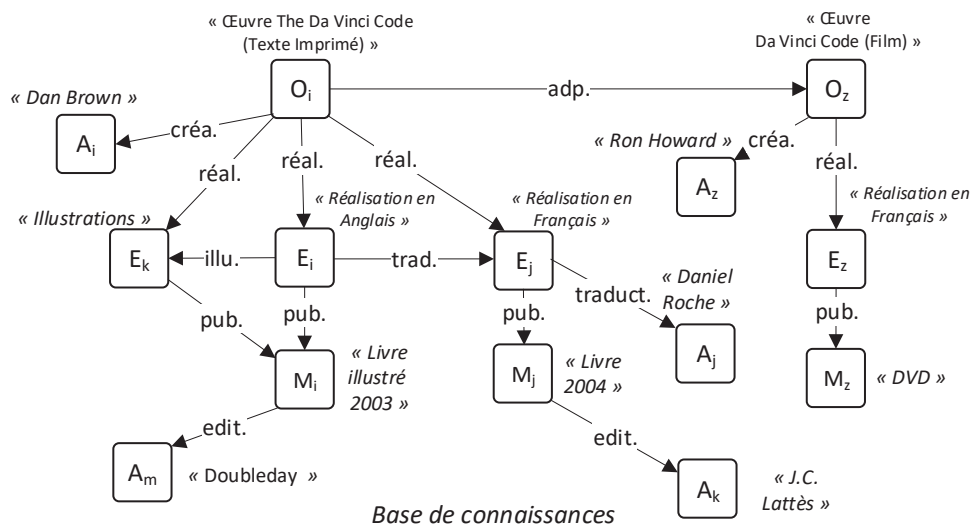 « Œuvre The Da Vinci Code
(Texte Imprimé) »
« Œuvre
Da Vinci Code (Film) »
Oi
adp.
Oz
« Dan Brown »
Ai
créa.
réal.
réal.
réal.
« Ron Howard »
créa.
Az
réal.
« Illustrations »
« Réalisation en
Anglais »
« Réalisation en
Français »
« Réalisation en
Français »
Ek
illu.
Ei
trad.
Ej
Ez
traduct.
« Daniel
Roche »
pub.
pub.
pub.
pub.
Mi
« Livre
illustré
2003 »
Mj
« Livre
2004 »
Aj
Mz
« DVD »
edit.
edit.
Am
« Doubleday »
Ak
« J.C.
Lattès »
Base de connaissances